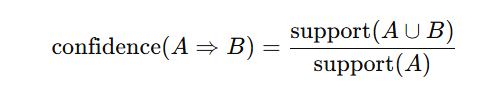 confidence(A ⇒ B) = support(A ∪ B) / support(A)